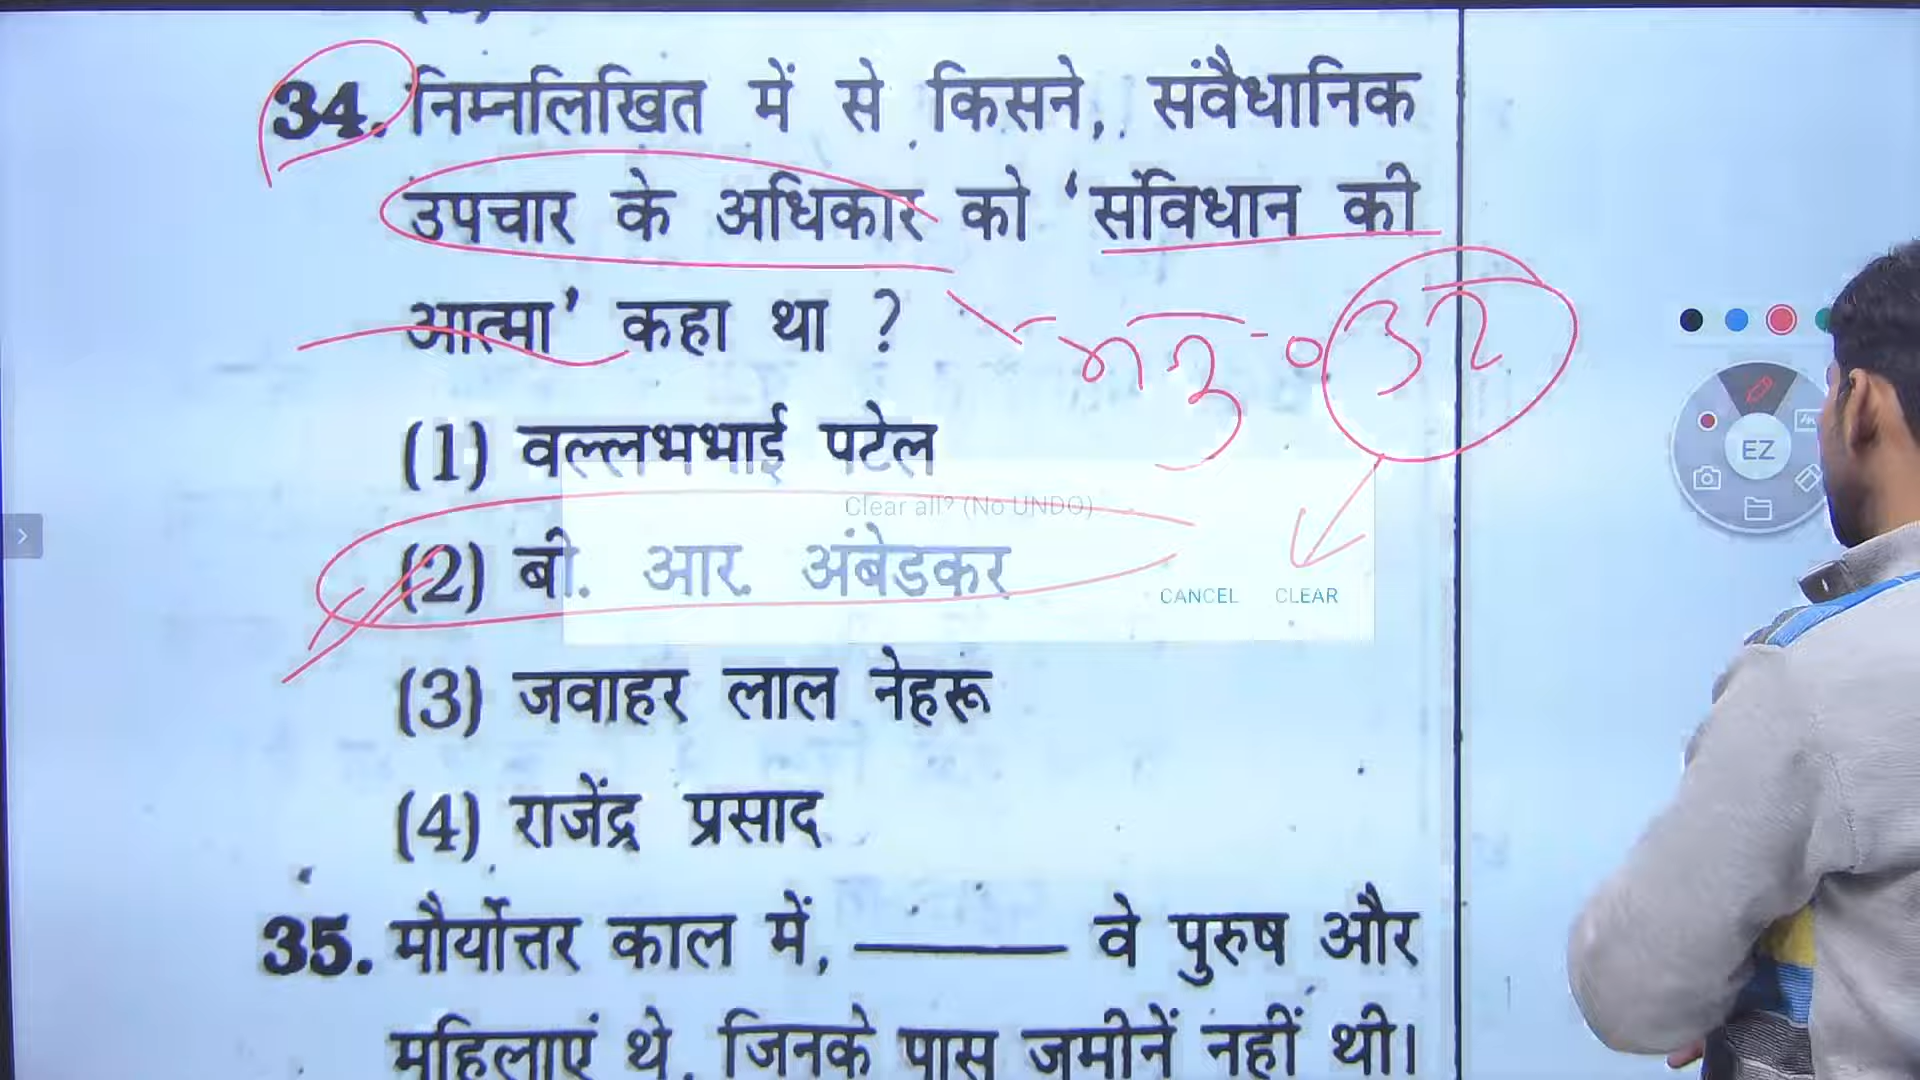 34. निम्नलिखित में से किसने, संवैधानिक
उपचार के अधिकार को ‘संविधान की
आत्मा’ कहा था ?
32
(1) वल्लभभाई पटेल
Clear all? (No UNDO)
(2) बी. आर. अंबेडकर
CANCEL CLEAR
(3) जवाहर लाल नेहरू
(4) राजेंद्र प्रसाद
35. मौर्योत्तर काल में, ______ वे पुरुष और
महिलाएं थे, जिनके पास जमीनें नहीं थी।
EZ